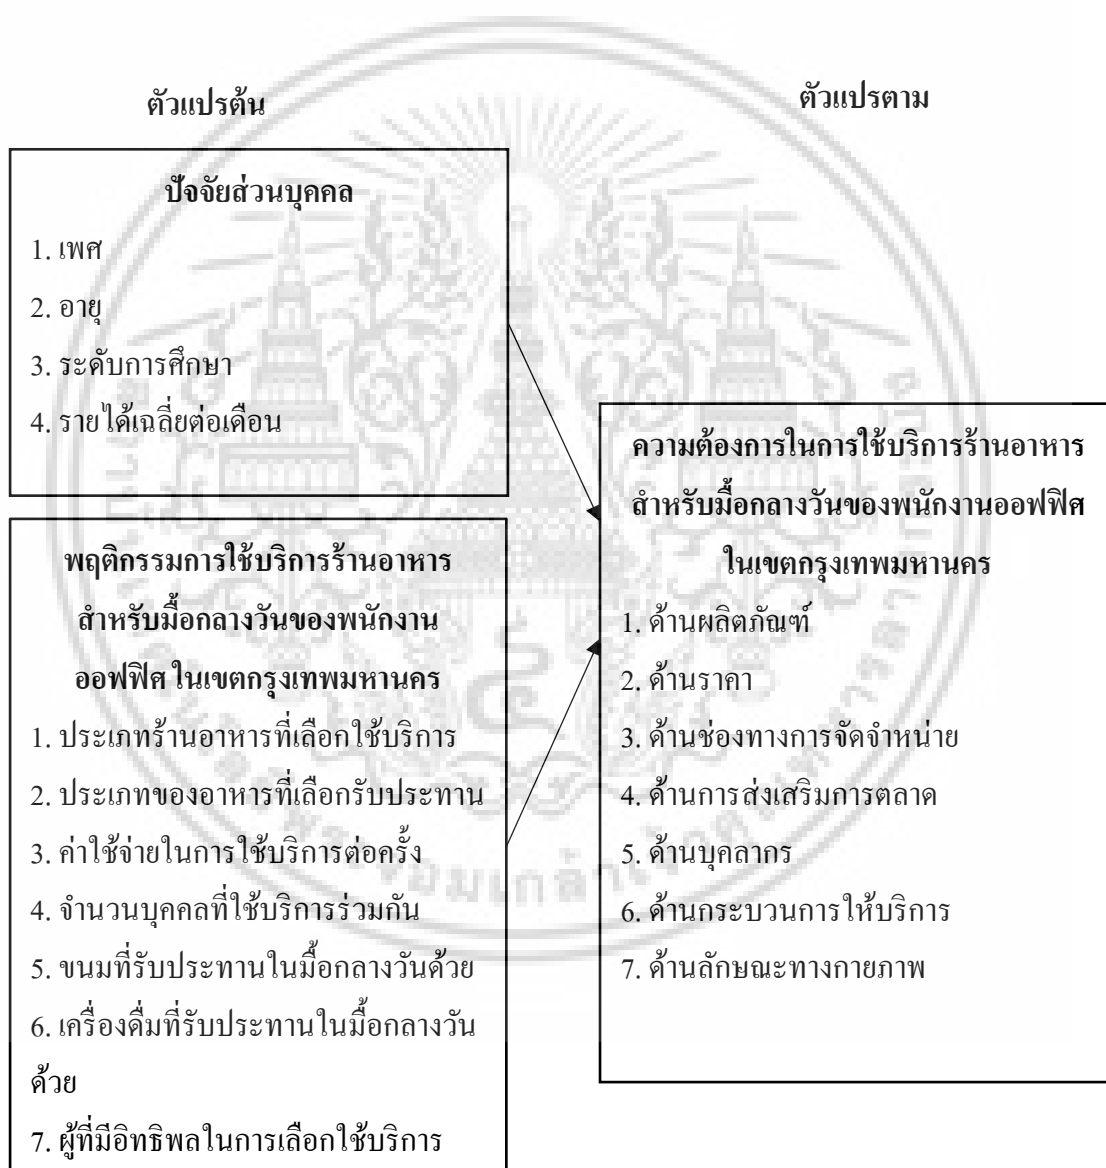 ตัวแปรต้น
ตัวแปรตาม
ปัจจัยส่วนบุคคล
1. เพศ
2. อายุ
3. ระดับการศึกษา
4. รายได้เฉลี่ยต่อเดือน
พฤติกรรมการใช้บริการร้านอาหาร
สำหรับมื้อกลางวันของพนักงาน
ออฟฟิศ ในเขตกรุงเทพมหานคร
1. ประเภทร้านอาหารที่เลือกใช้บริการ
2. ประเภทของอาหารที่เลือกรับประทาน
3. ค่าใช้จ่ายในการใช้บริการต่อครั้ง
4. จำนวนบุคคลที่ใช้บริการร่วมกัน
5. ขนมที่รับประทานในมื้อกลางวันด้วย
6. เครื่องดื่มที่รับประทานในมื้อกลางวัน
ด้วย
7. ผู้ที่มีอิทธิพลในการเลือกใช้บริการ
ความต้องการในการใช้บริการร้านอาหาร
สำหรับมื้อกลางวันของพนักงานออฟฟิศ
ในเขตกรุงเทพมหานคร
1. ด้านผลิตภัณฑ์
2. ด้านราคา
3. ด้านช่องทางการจัดจำหน่าย
4. ด้านการส่งเสริมการตลาด
5. ด้านบุคลากร
6. ด้านกระบวนการให้บริการ
7. ด้านลักษณะทางกายภาพ